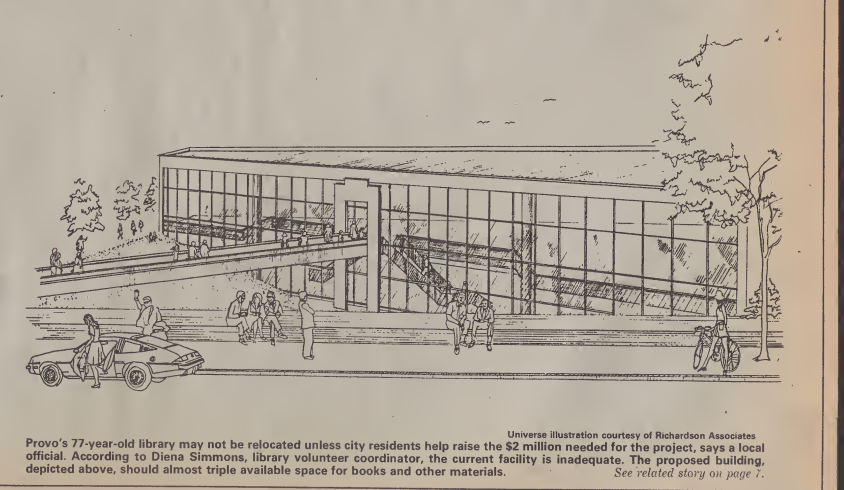 Universe illustration courtesy of Richardson Associates
Provo's 77-year-old library may not be relocated unless city residents help raise the $2 million needed for the project, says a local
official. According to Diena Simmons, library volunteer coordinator, the current facility is inadequate. The proposed building,
depicted above, should almost triple available space for books and other materials.
See related story on page 7.